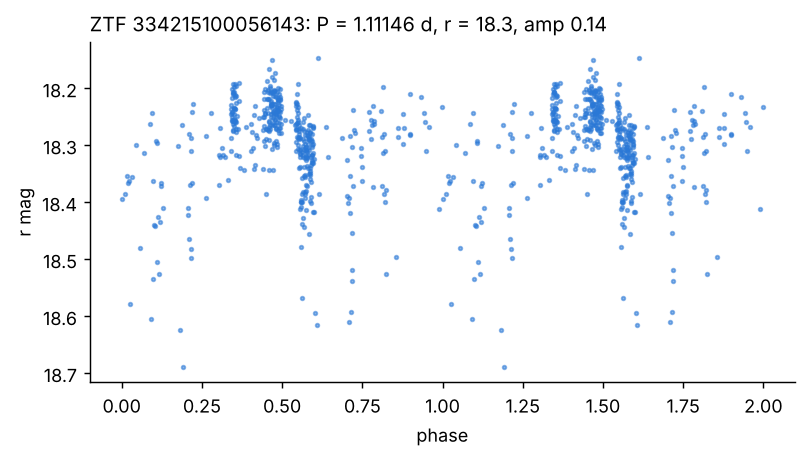 ZTF 334215100056143: P = 1.11146 d, r = 18.3, amp 0.14
18.2
18.3
18.4
18.5
18.6
18.7
r mag
0.00 0.25 0.50 0.75 1.00 1.25 1.50 1.75 2.00
phase